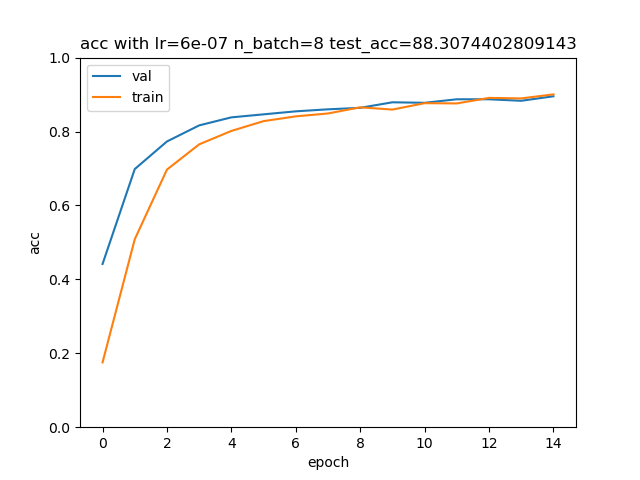 acc with lr=6e-07 n_batch=8 test_acc=88.3074402809143
val
train
1.0
0.8
0.6
0.4
0.2
0.0
acc
0 2 4 6 8 10 12 14
epoch